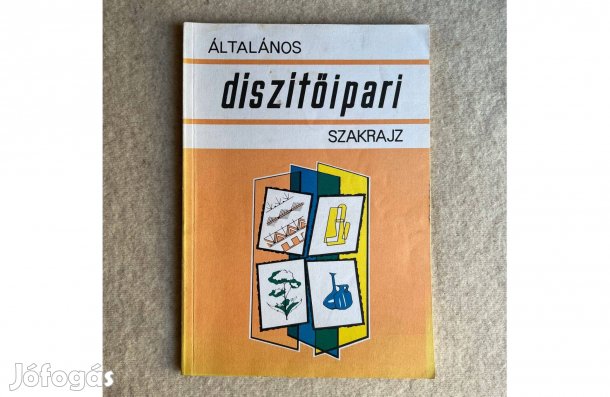 ÁLTALÁNOS
diszitőipari
SZAKRAJZ
Jófogás